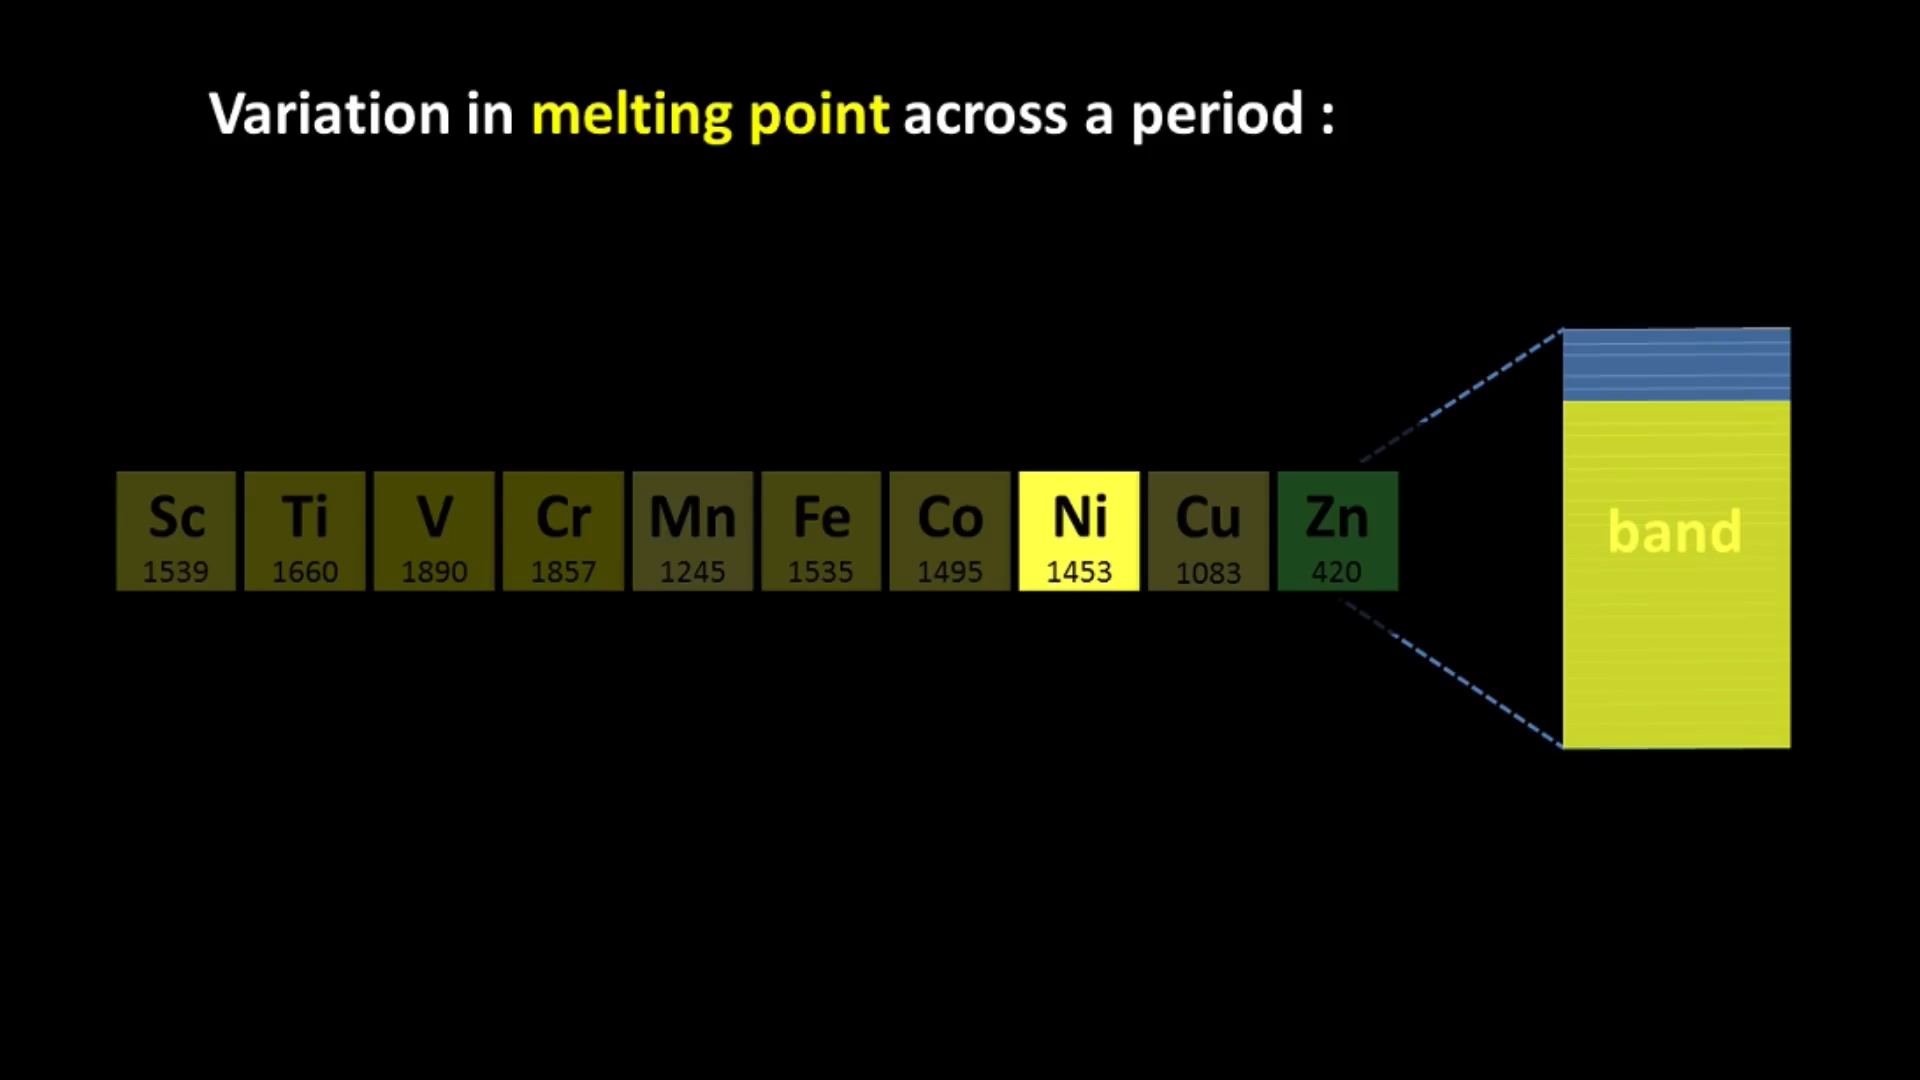 Variation in melting point across a period :
Sc Ti V Cr Mn Fe Co Ni Cu Zn
1539 1660 1890 1857 1245 1535 1495 1453 1083 420
band